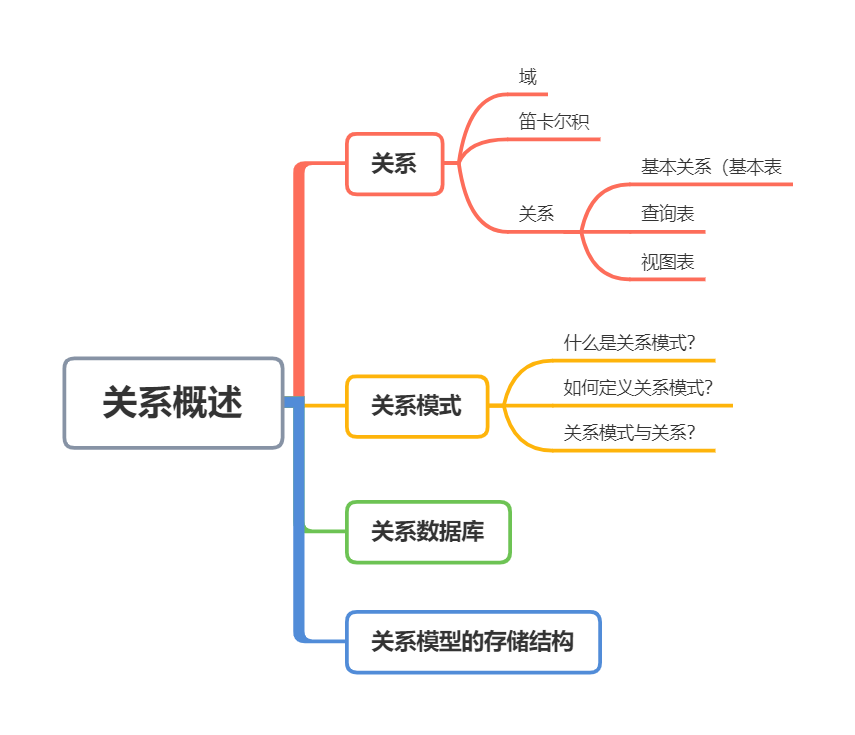 域
笛卡尔积
关系
基本关系（基本表
关系
查询表
视图表
什么是关系模式?
关系概述
关系模式
如何定义关系模式?
关系模式与关系?
关系数据库
关系模型的存储结构